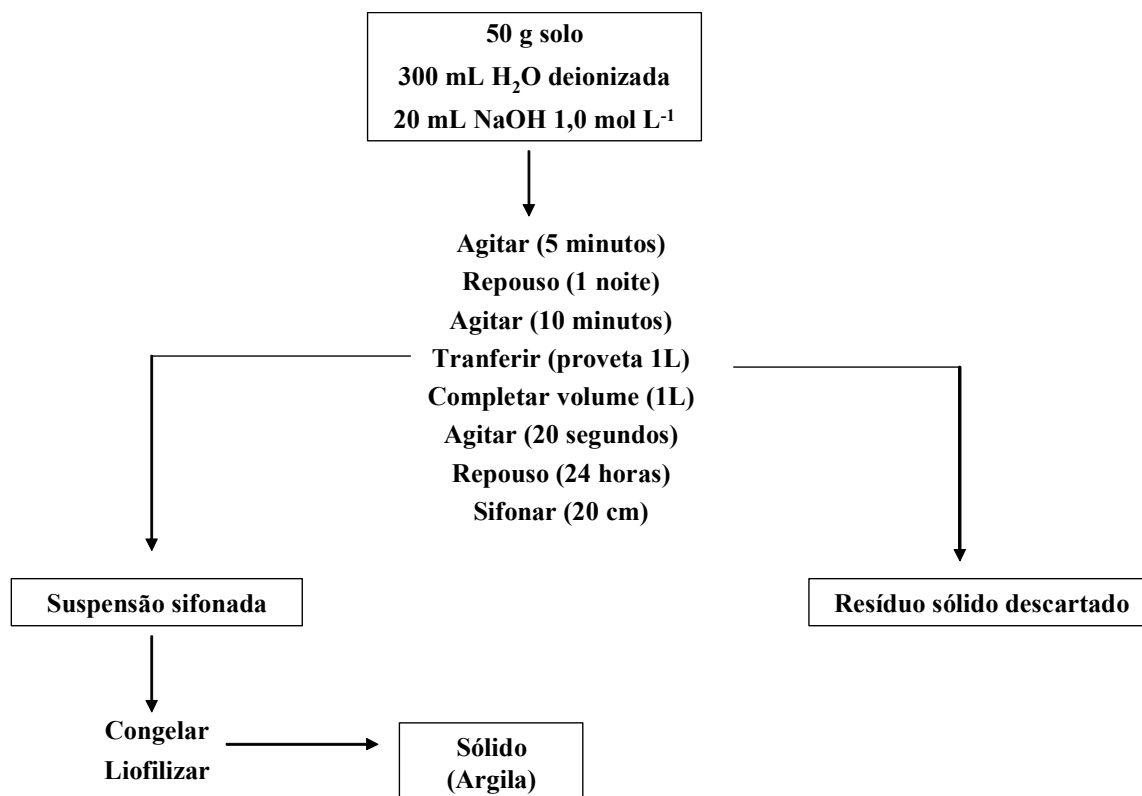 50 g solo
300 mL H₂O deionizada
20 mL NaOH 1,0 mol L⁻¹
Agitar (5 minutos)
Repouso (1 noite)
Agitar (10 minutos)
Tranferir (proveta 1L)
Completar volume (1L)
Agitar (20 segundos)
Repouso (24 horas)
Sifonar (20 cm)
Suspensão sifonada
Resíduo sólido descartado
Congelar
Liofilizar
Sólido
(Argila)